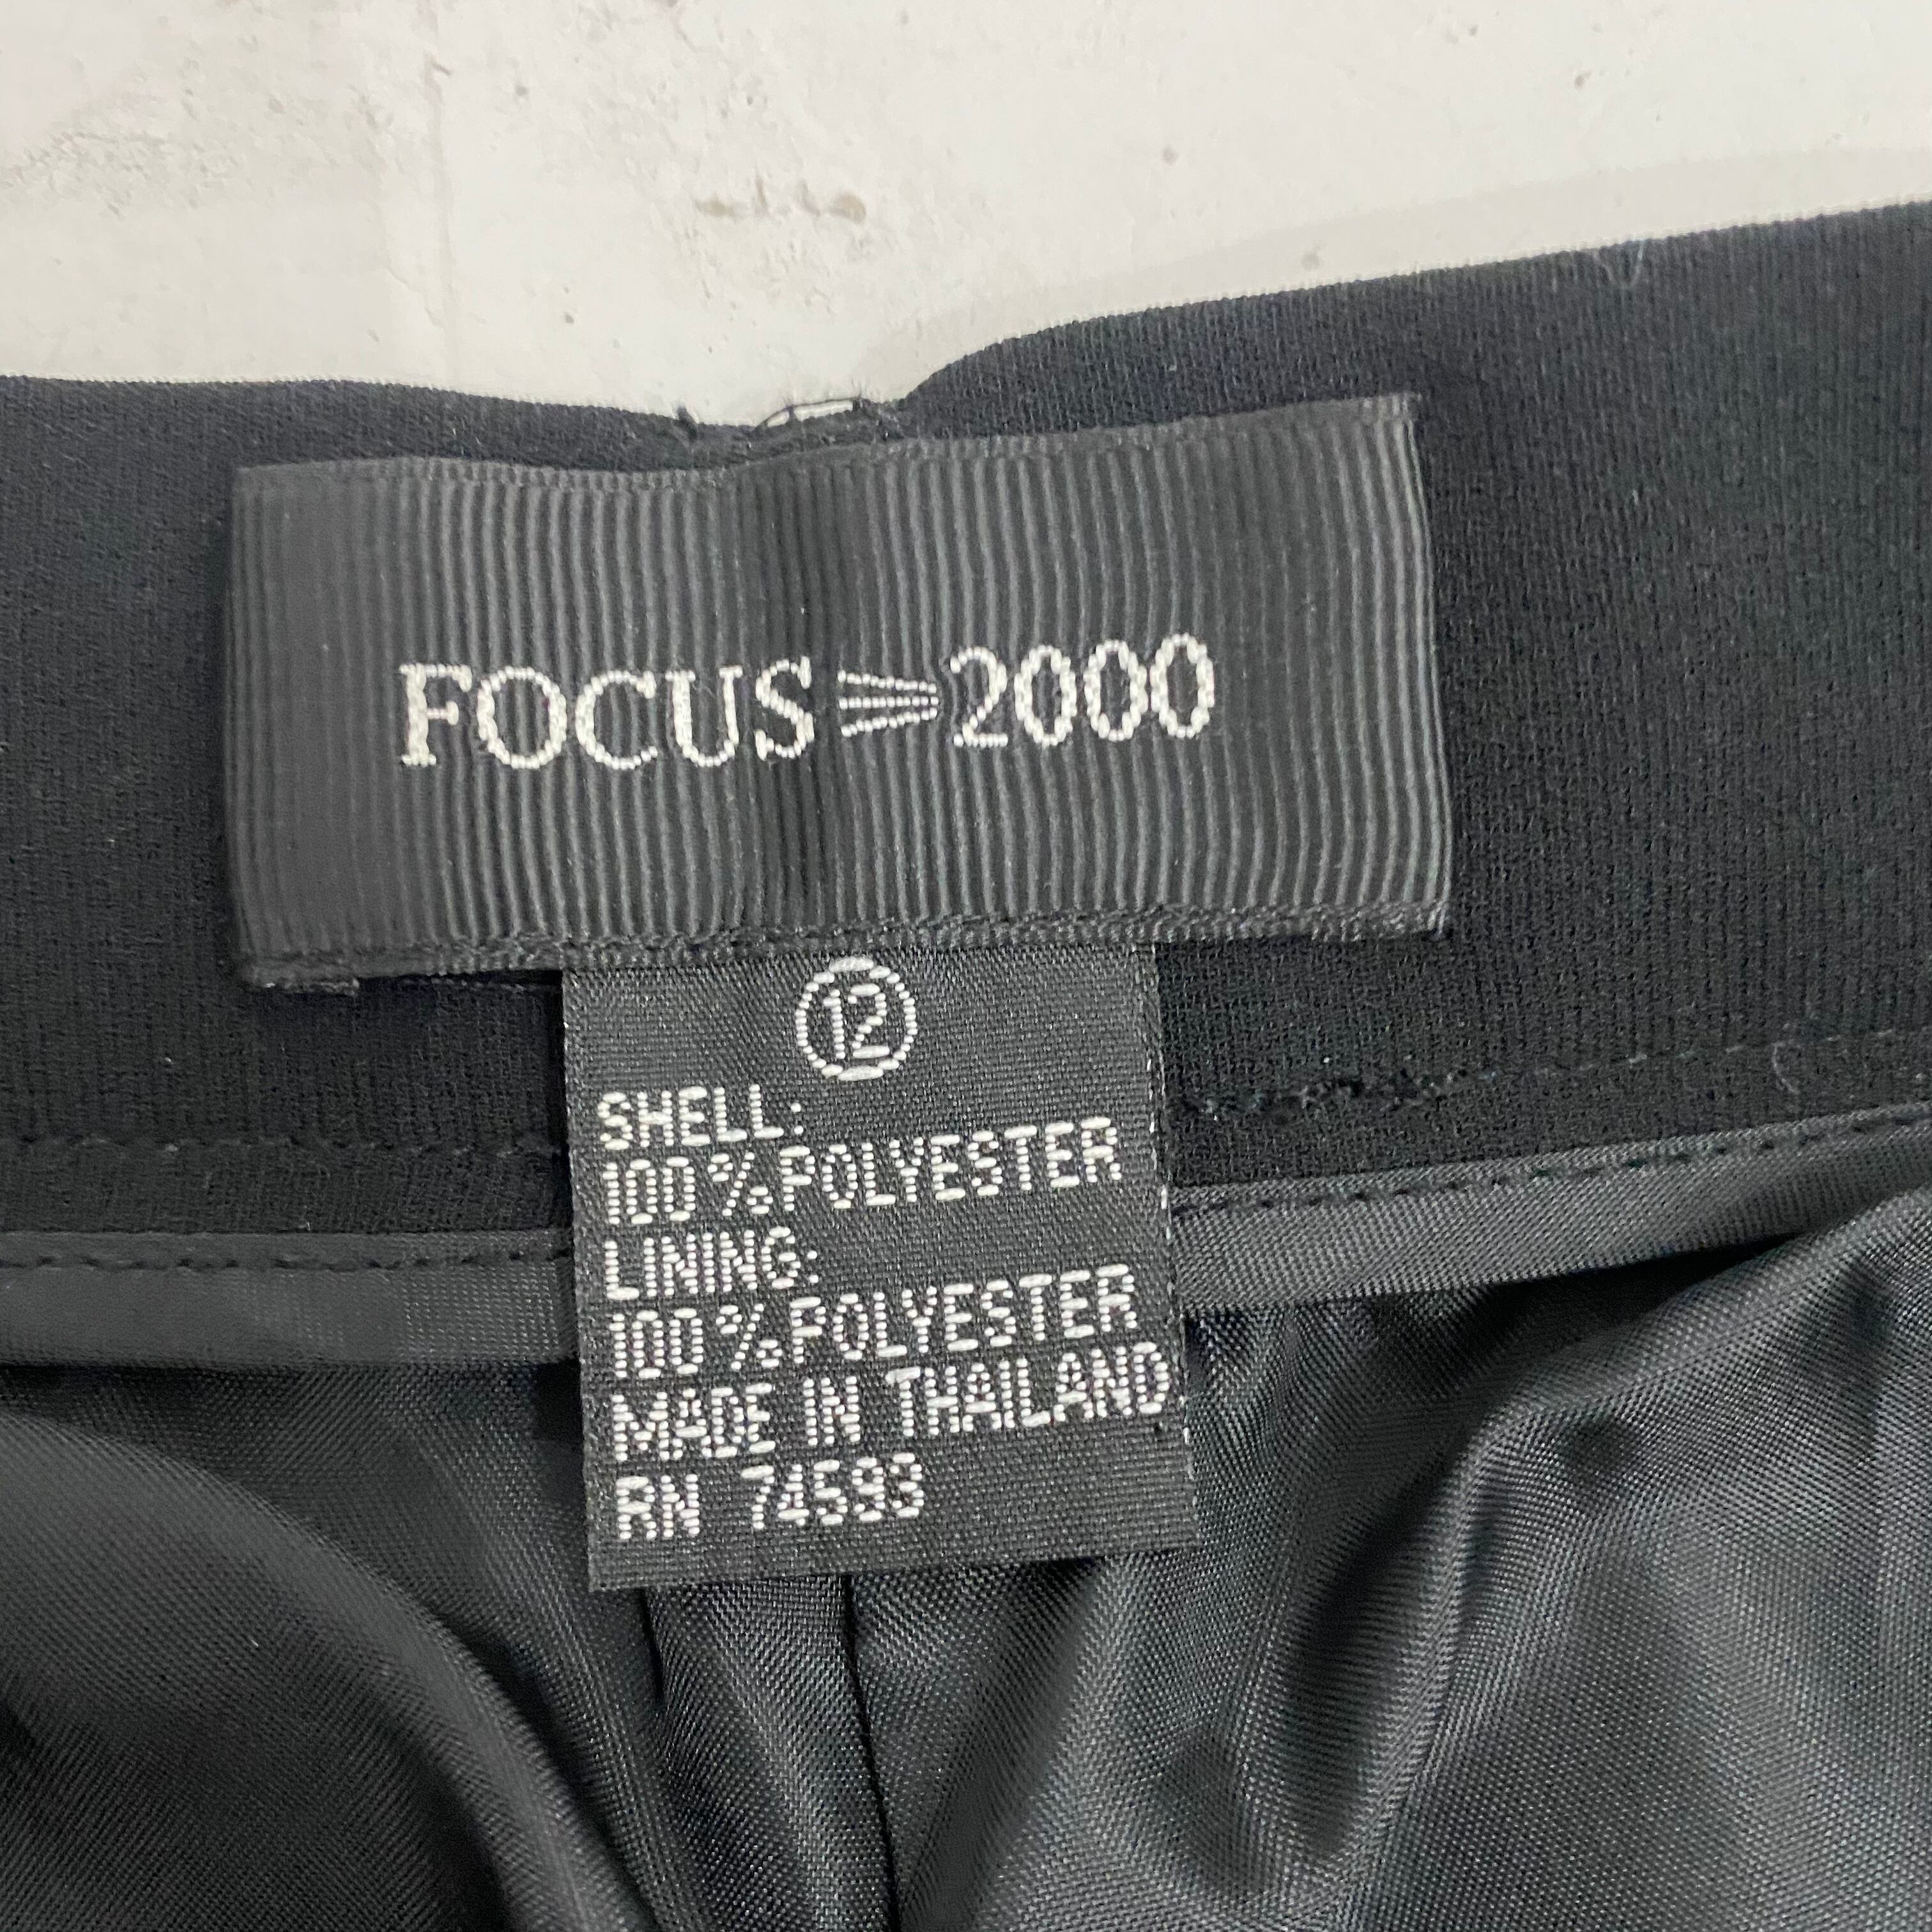 FOCUS 2000
12
SHELL:
100% POLYESTER
LINING:
100% POLYESTER
MADE IN THAILAND
RN 74593